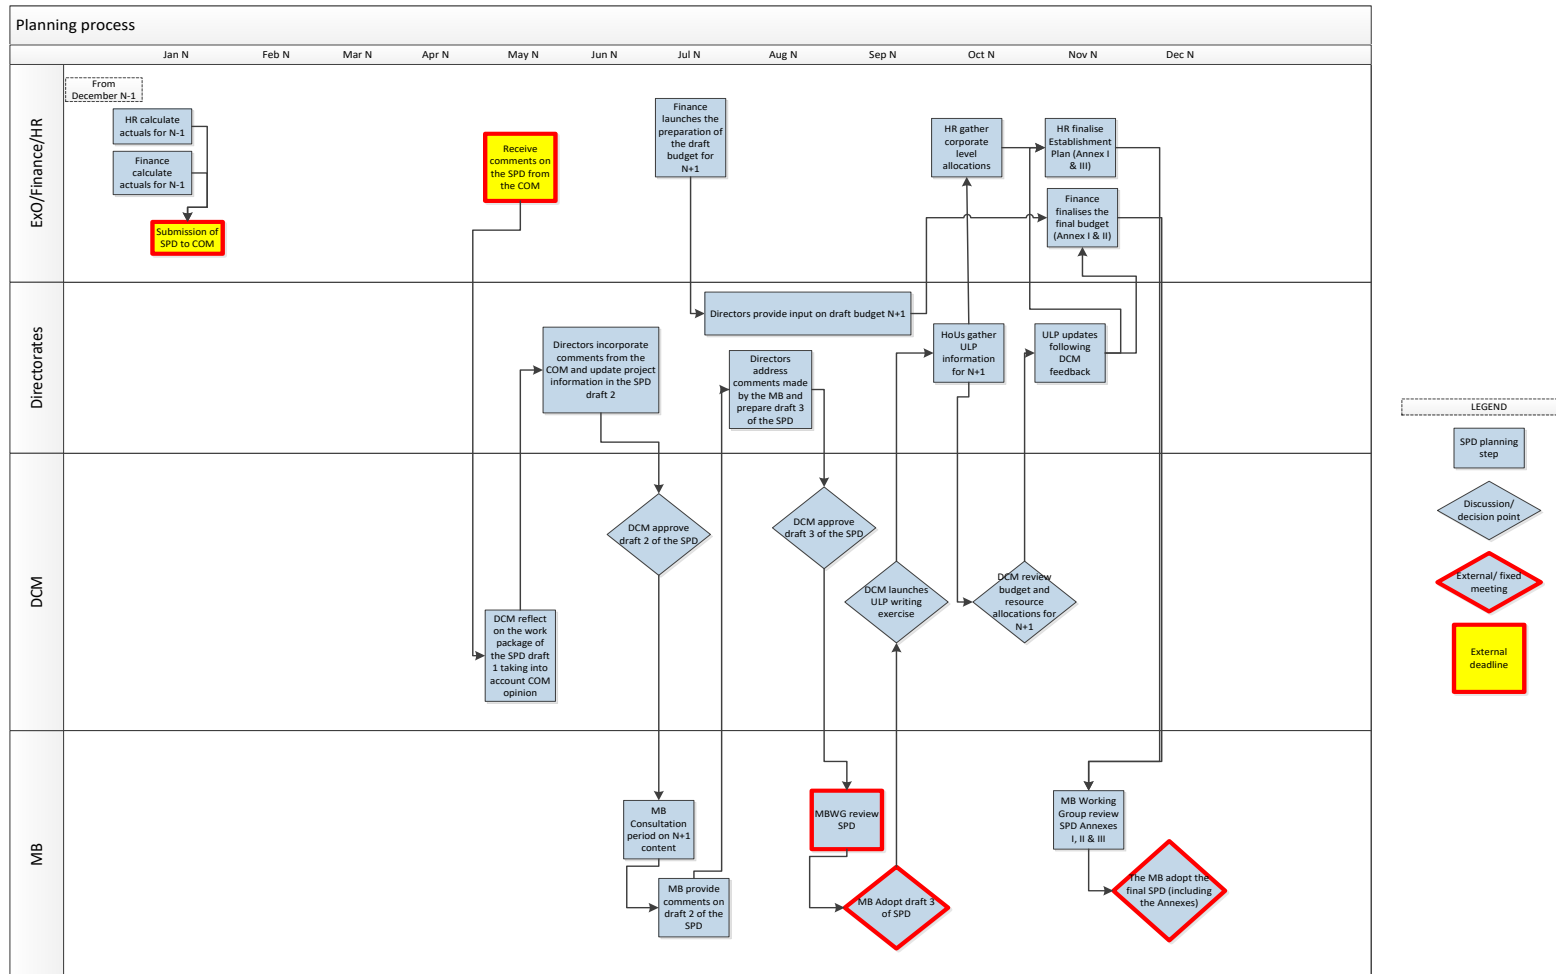 Planning process
Jan N
Feb N
Mar N
Apr N
May N
Jun N
Jul N
Aug N
Sep N
Oct N
Nov N
Dec N
ExO/Finance/HR
From
December N-1
HR calculate
actuals for N-1
Finance
calculate
actuals for N-1
Submission of
SPD to COM
Receive
comments on
the SPD from
the COM
Finance
launches the
preparation of
the draft
budget for
N+1
HR gather
corporate
level
allocations
HR finalise
Establishment
Plan (Annex I
& III)
Finance
finalises the
final budget
(Annex I & II)
Directorates
Directors provide input on draft budget N+1
Directors incorporate
comments from the
COM and update project
information in the SPD
draft 2
Directors
address
comments made
by the MB and
prepare draft 3
of the SPD
HoUs gather
ULP
information
for N+1
ULP updates
following
DCM
feedback
DCM
DCM approve
draft 2 of the SPD
DCM approve
draft 3 of the SPD
DCM reflect
on the work
package of
the SPD draft
1 taking into
account COM
opinion
DCM launches
ULP writing
exercise
DCM review
budget and
resource
allocations for
N+1
MB
MB
Consultation
period on N+1
content
MB provide
comments on
draft 2 of the
SPD
MBWG review
SPD
MB Adopt draft 3
of SPD
MB Working
Group review
SPD Annexes
I, II & III
The MB adopt the
final SPD (including
the Annexes)
LEGEND
SPD planning
step
Discussion/
decision point
External/ fixed
meeting
External
deadline